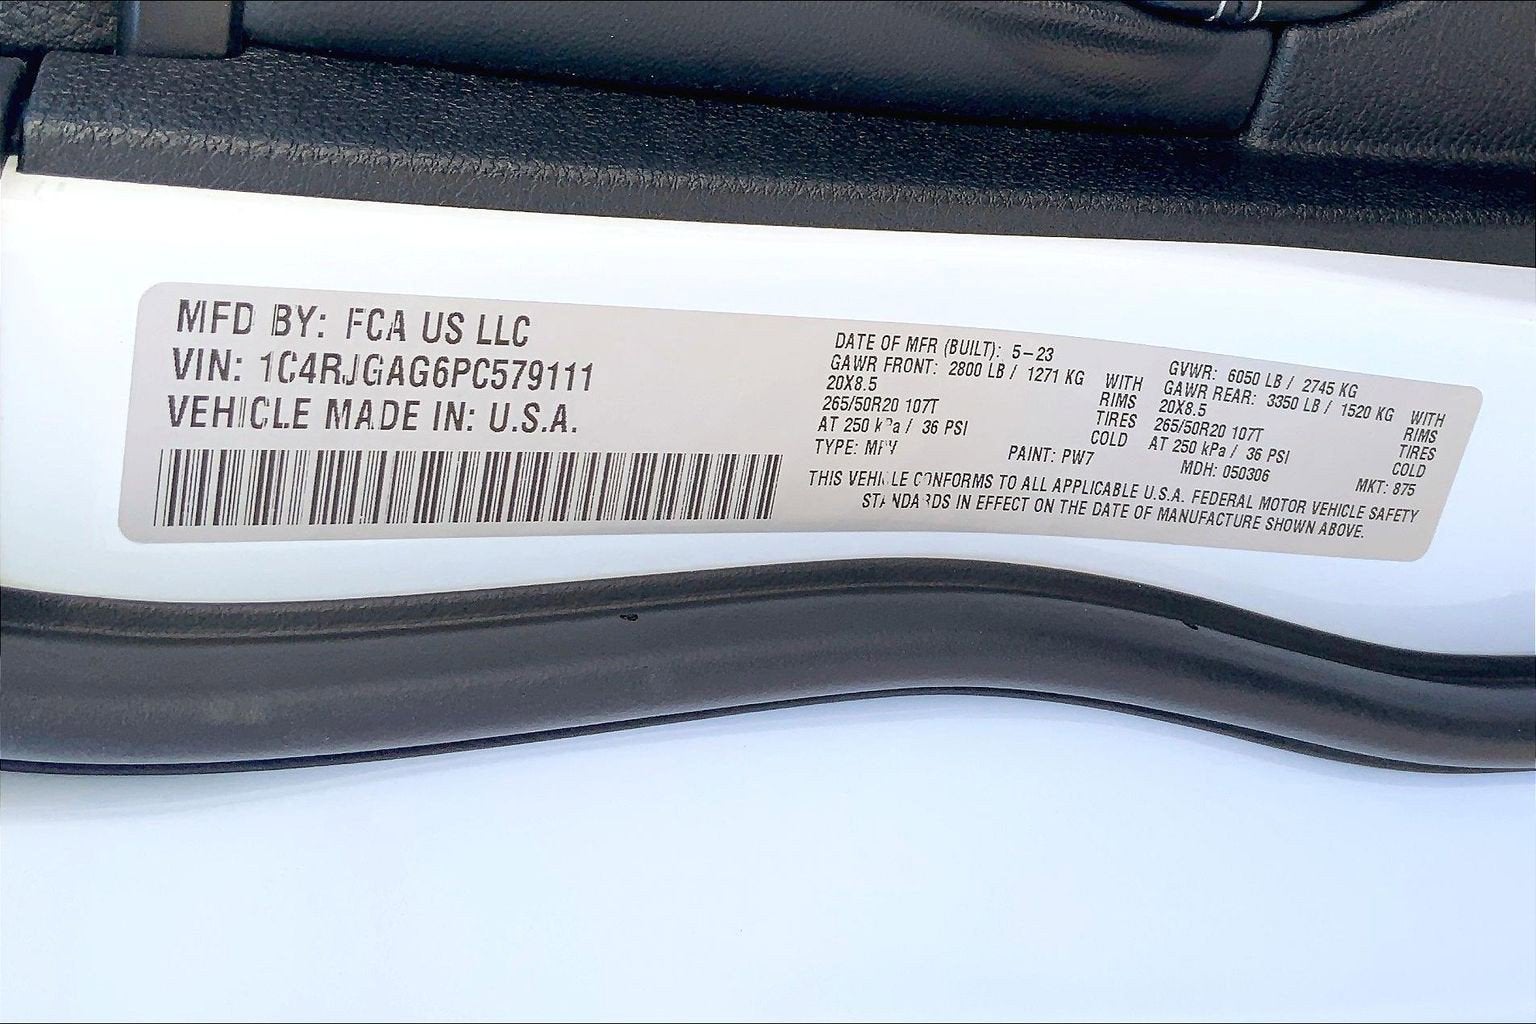 MFD BY: FCA US LLC
VIN: 1C4RJGAG6PC579111
VEHICLE MADE IN: U.S.A.
DATE OF MFR (BUILT): 5-23
GAWR FRONT: 2800 LB / 1271 KG WITH
20X8.5 RIMS
265/50R20 107T TIRES
AT 250 kPa / 36 PSI COLD
TYPE: MPV PAINT: PW7
GVWR: 6050 LB / 2745 KG
GAWR REAR: 3350 LB / 1520 KG WITH
20X8.5 RIMS
265/50R20 107T TIRES
AT 250 kPa / 36 PSI COLD
MDH: 050306 MKT: 875
THIS VEHICLE CONFORMS TO ALL APPLICABLE U.S.A. FEDERAL MOTOR VEHICLE SAFETY
STANDARDS IN EFFECT ON THE DATE OF MANUFACTURE SHOWN ABOVE.